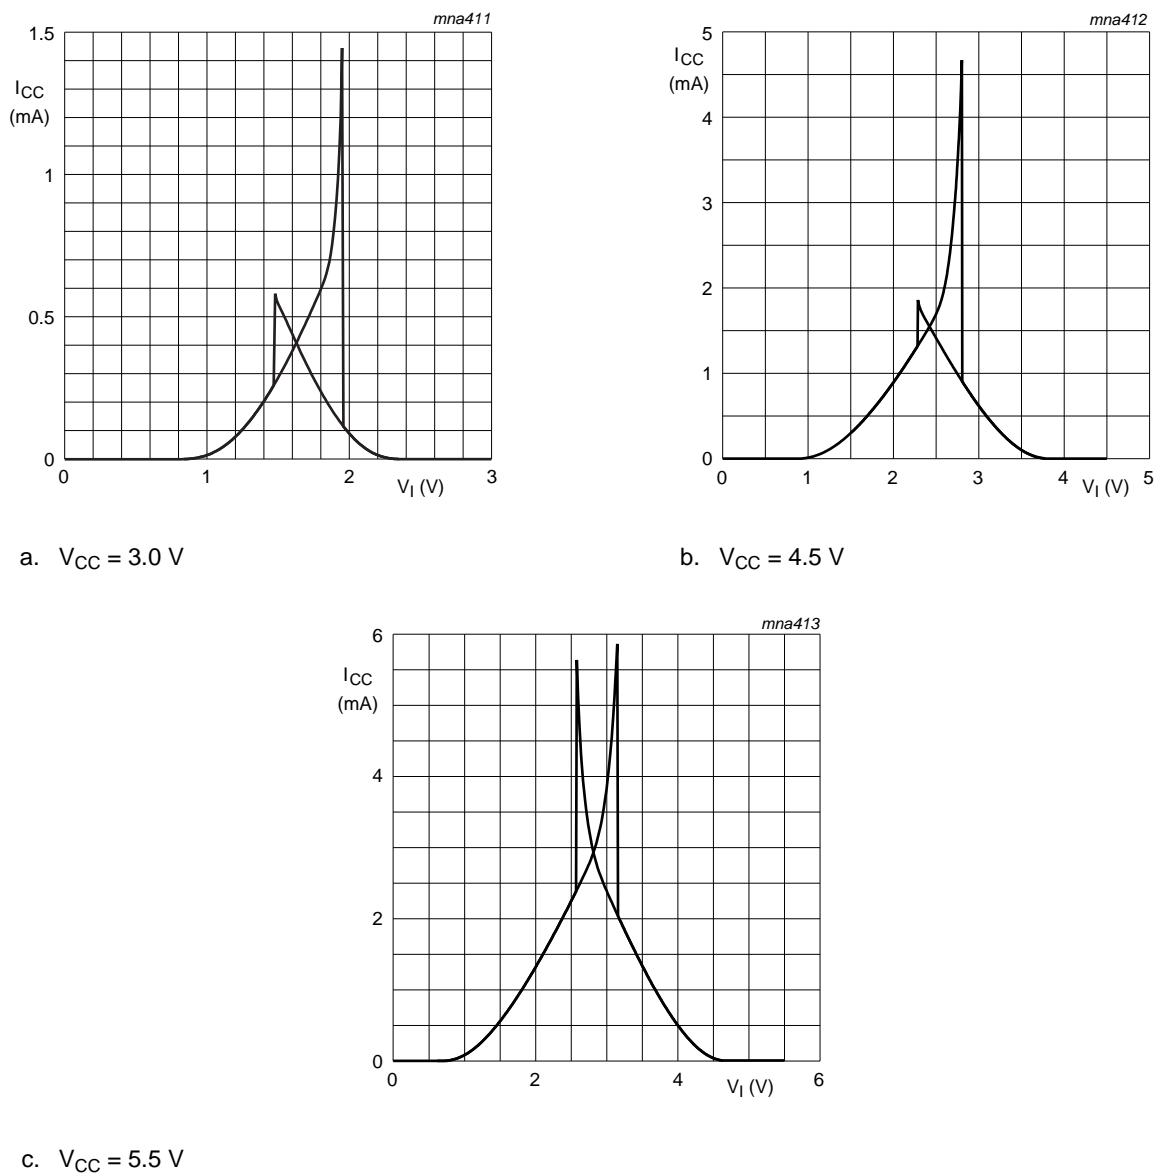 mna411
1.5
I_CC
(mA)
1
0.5
0
0
1
2
3
V_I (V)
a. V_CC = 3.0 V
mna412
5
I_CC
(mA)
4
3
2
1
0
0
1
2
3
4
5
V_I (V)
b. V_CC = 4.5 V
mna413
6
I_CC
(mA)
4
2
0
0
2
4
6
V_I (V)
c. V_CC = 5.5 V